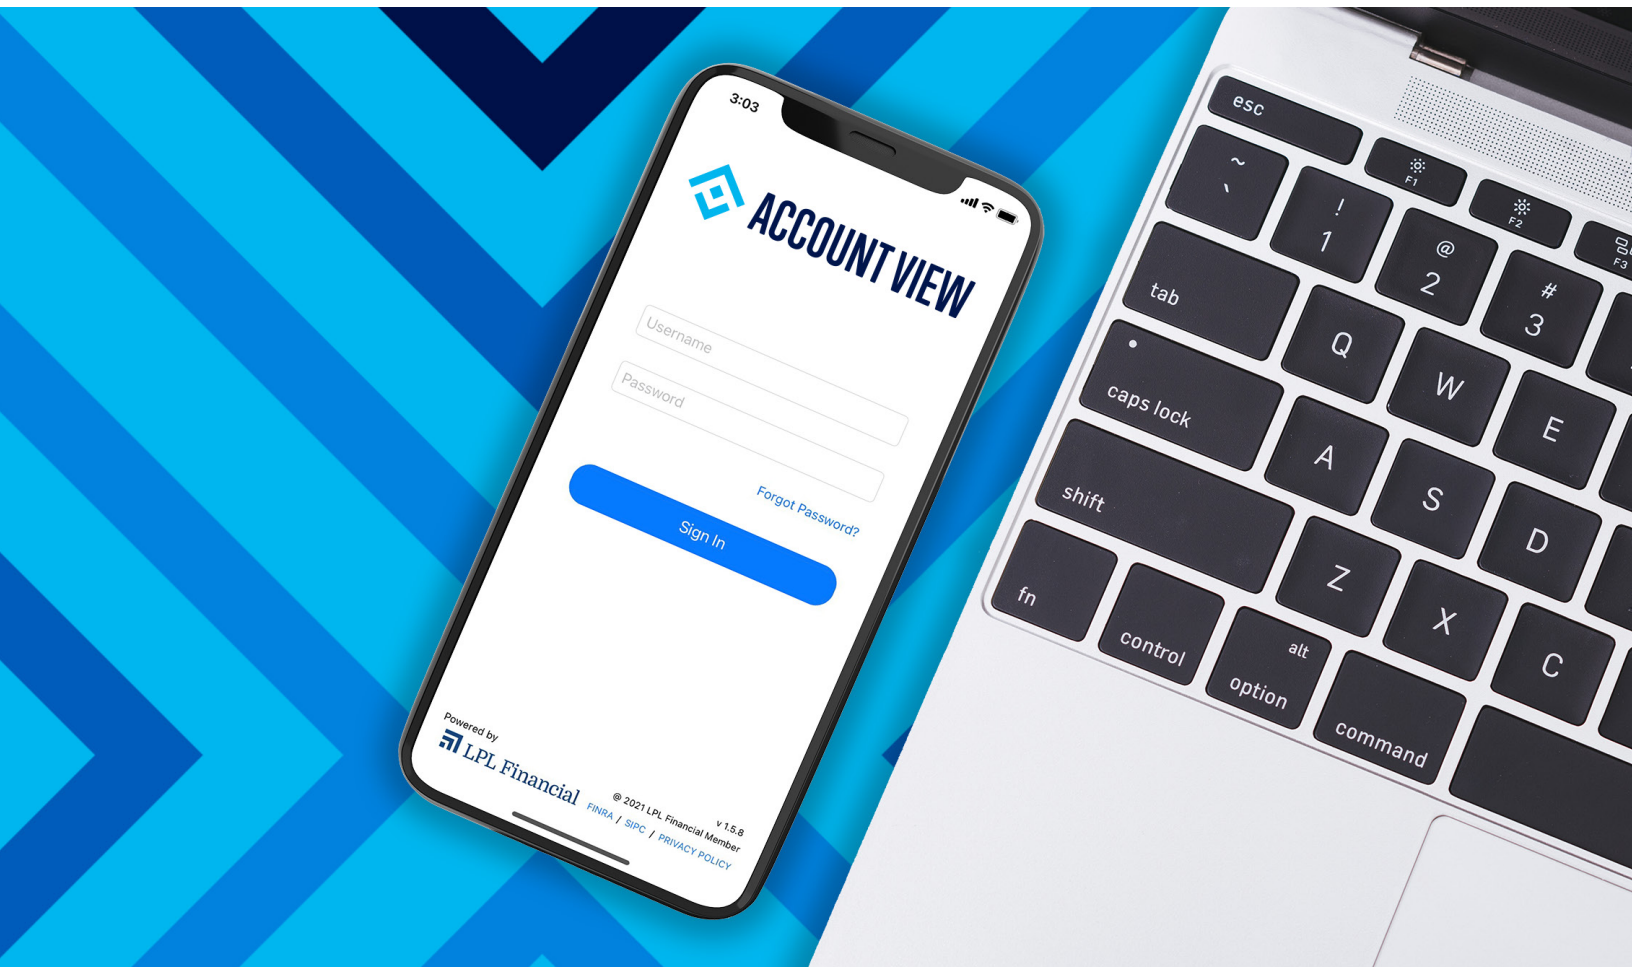 3:03
ACCOUNT VIEW
Username
Password
Forgot Password?
Sign In
Powered by
LPL Financial
v 1.5.8
@ 2021 LPL Financial Member
FINRA / SIPC / PRIVACY POLICY
esc
F1
F2
F3
~
`
!
1
@
2
#
3
tab
Q
W
E
caps lock
A
S
D
shift
Z
X
C
fn
control
alt
option
command